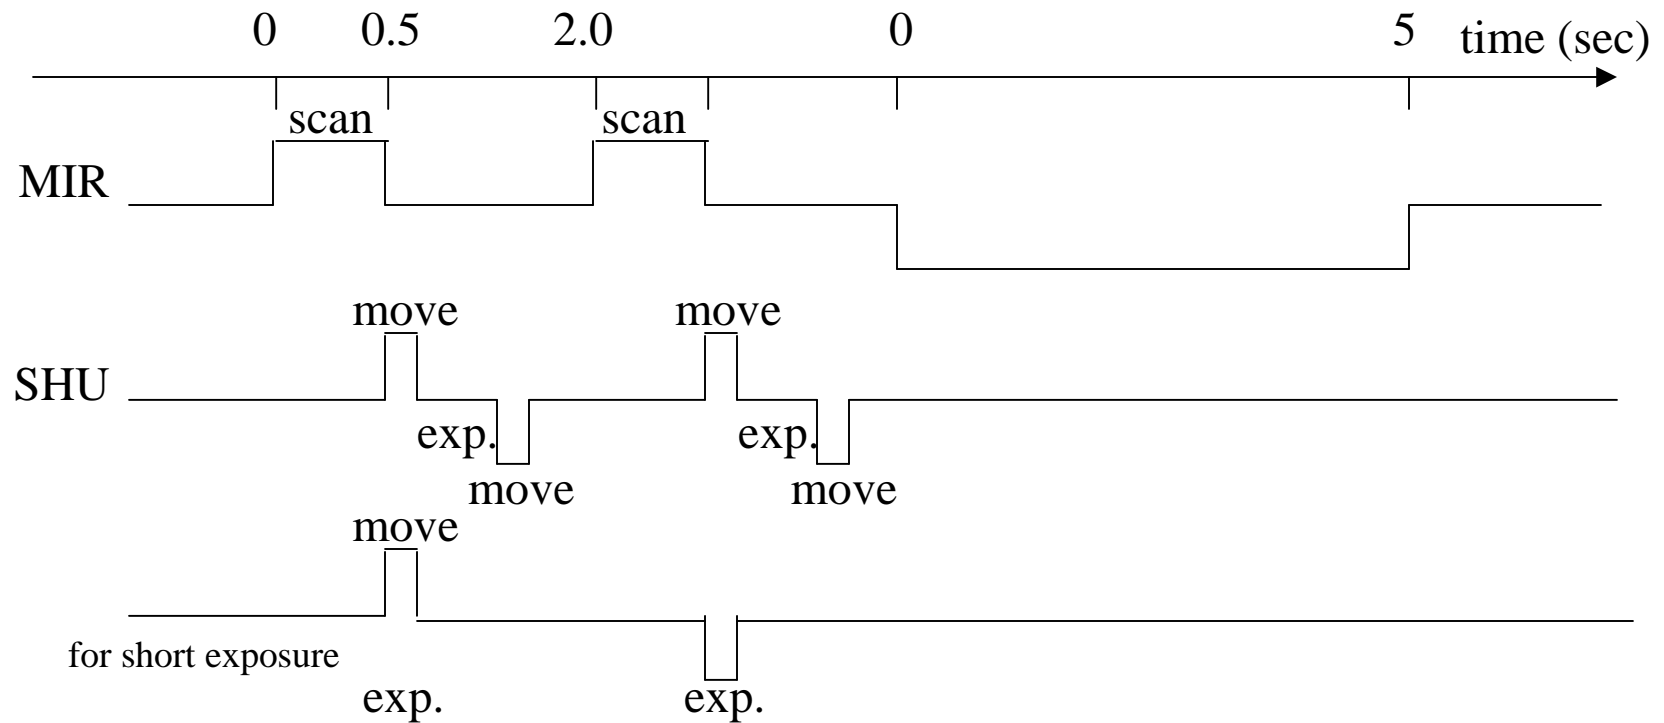 0 0.5 2.0 0 5 time (sec)
scan scan
MIR
move move
SHU
exp. exp.
move move
move
for short exposure
exp. exp.